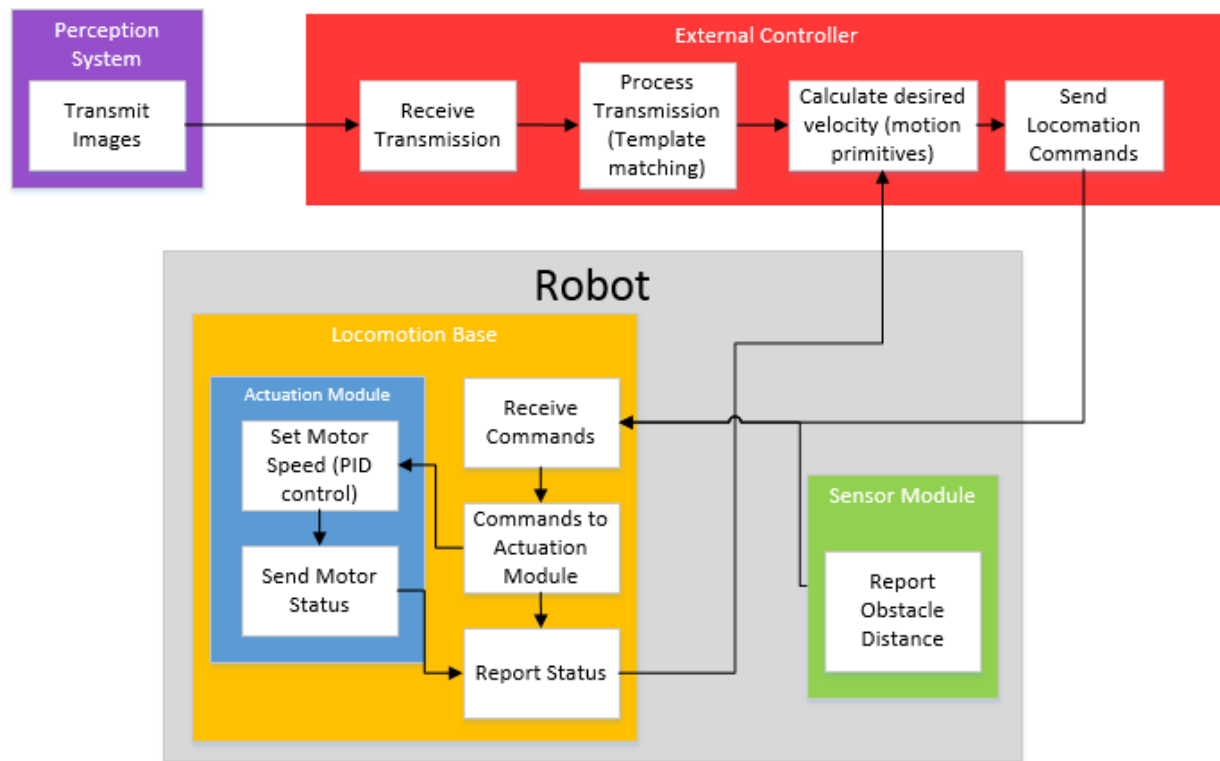 Perception
System
Transmit
Images
External Controller
Receive
Transmission
Process
Transmission
(Template
matching)
Calculate desired
velocity (motion
primitives)
Send
Locomation
Commands
Robot
Locomotion Base
Actuation Module
Set Motor
Speed (PID
control)
Send Motor
Status
Receive
Commands
Commands to
Actuation
Module
Report Status
Sensor Module
Report
Obstacle
Distance